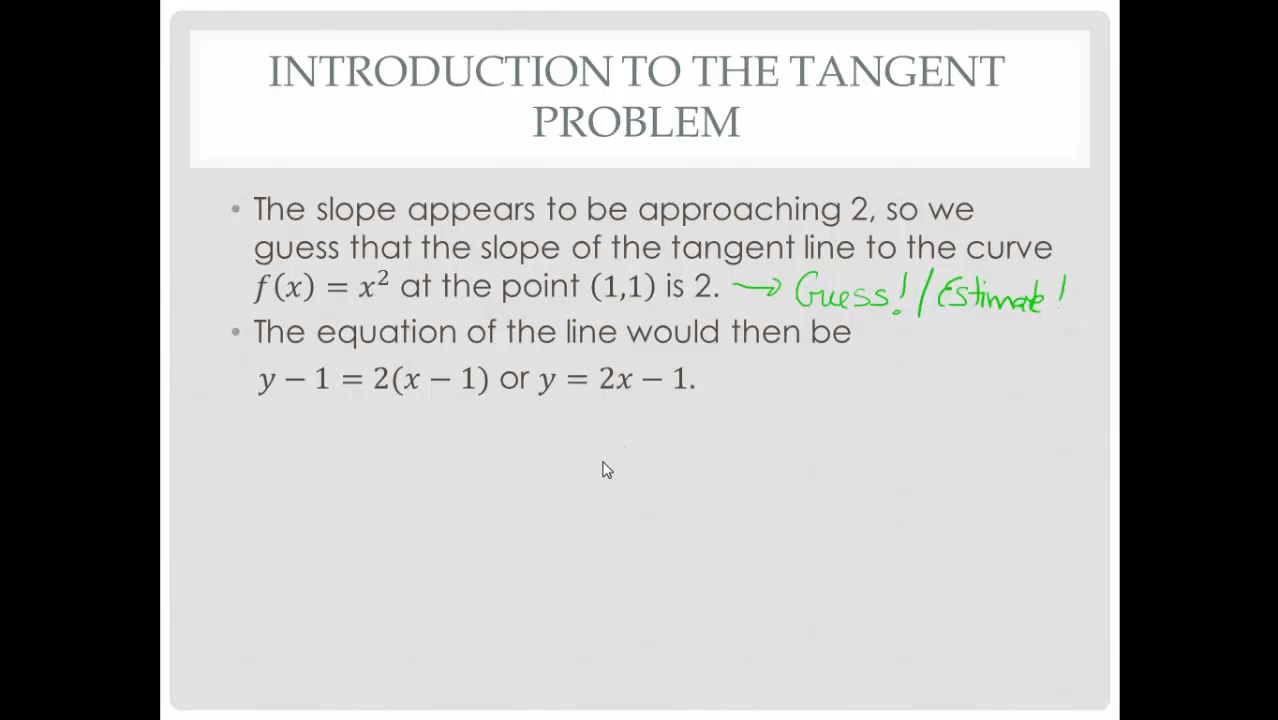 INTRODUCTION TO THE TANGENT
PROBLEM
• The slope appears to be approaching 2, so we
guess that the slope of the tangent line to the curve
f(x) = x² at the point (1,1) is 2. → Guess! / Estimate!
• The equation of the line would then be
y − 1 = 2(x − 1) or y = 2x − 1.